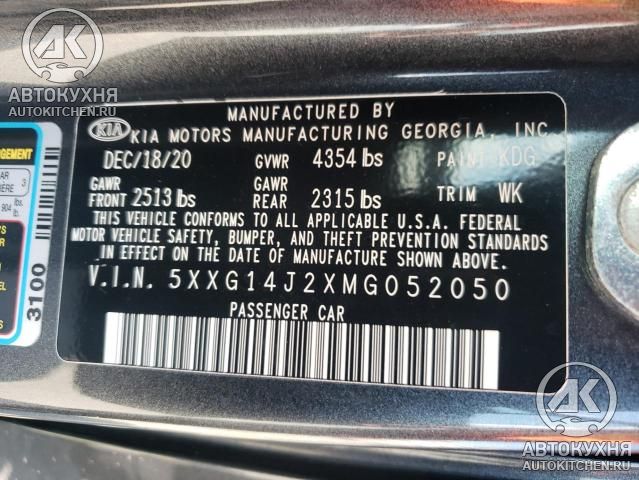 АВТОКУХНЯ
AUTOKITCHEN.RU
MANUFACTURED BY
KIA KIA MOTORS MANUFACTURING GEORGIA, INC
DEC/18/20 GVWR 4354 lbs PAINT KDG
GAWR FRONT 2513 lbs GAWR REAR 2315 lbs TRIM WK
THIS VEHICLE CONFORMS TO ALL APPLICABLE U.S.A. FEDERAL
MOTOR VEHICLE SAFETY, BUMPER, AND THEFT PREVENTION STANDARDS
IN EFFECT ON THE DATE OF MANUFACTURE SHOWN ABOVE.
V.I.N. 5XXG14J2XMG052050
PASSENGER CAR
3100
АВТОКУХНЯ
AUTOKITCHEN.RU